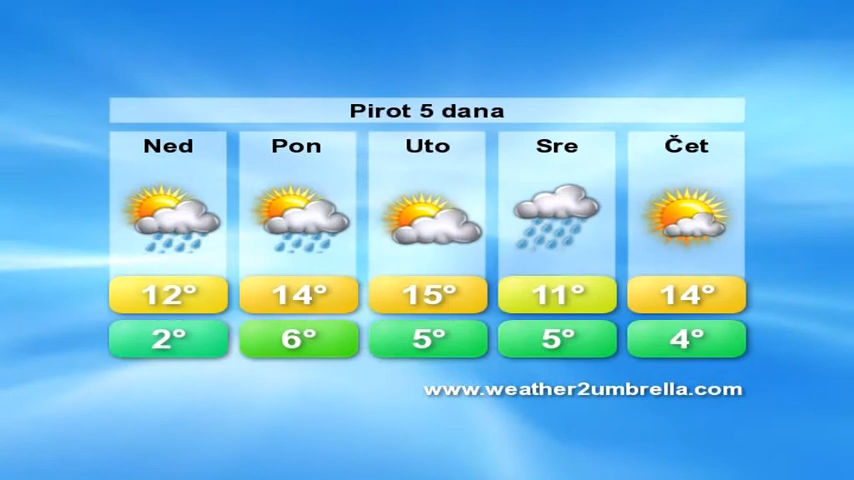 Pirot 5 dana
Ned Pon Uto Sre Čet
12° 14° 15° 11° 14°
2° 6° 5° 5° 4°
www.weather2umbrella.com